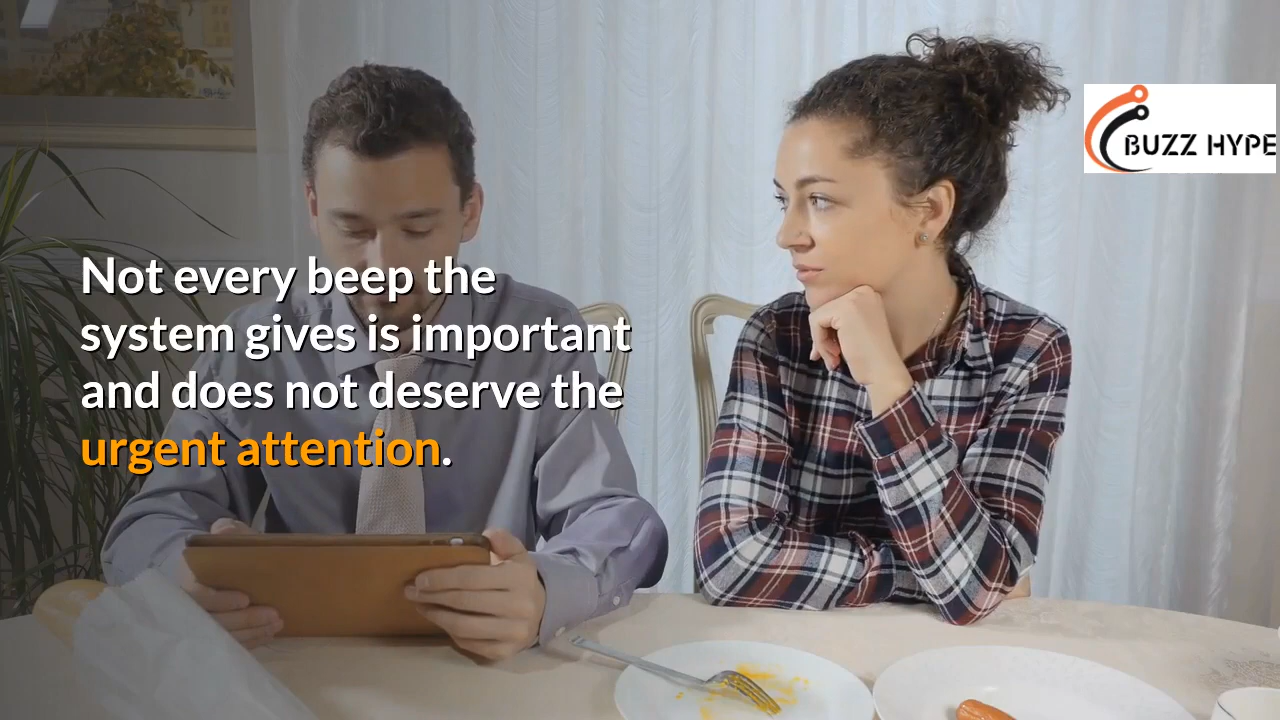 Not every beep the
system gives is important
and does not deserve the
urgent attention.
BUZZ HYPE